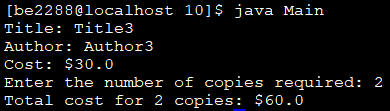 [be2288@localhost 10]$ java Main
Title: Title3
Author: Author3
Cost: $30.0
Enter the number of copies required: 2
Total cost for 2 copies: $60.0